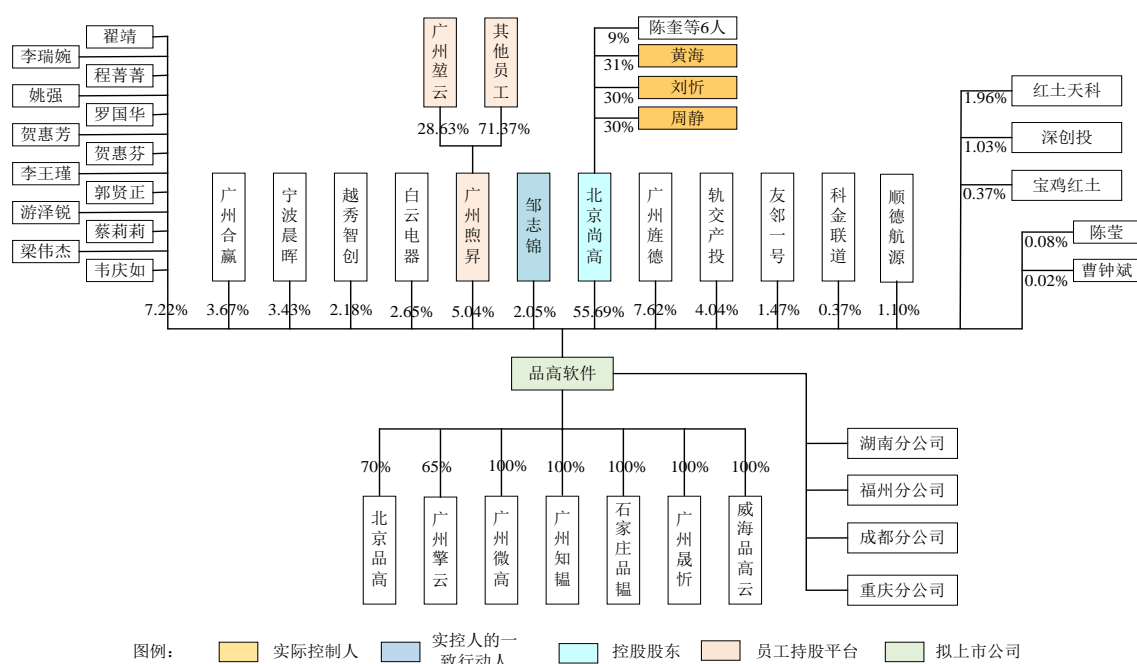 翟靖
李瑞婉
程菁菁
姚强
罗国华
贺惠芳
贺惠芬
李王瑾
郭贤正
游泽锐
蔡莉莉
梁伟杰
韦庆如
7.22%
广州堃云
其他员工
28.63%
71.37%
陈奎等6人
9%
黄海
31%
刘忻
30%
周静
30%
红土天科
1.96%
深创投
1.03%
宝鸡红土
0.37%
陈莹
0.08%
曹钟斌
0.02%
广州合赢
宁波晨晖
越秀智创
白云电器
广州煦昇
邹志锦
北京尚高
广州旌德
轨交产投
友邻一号
科金联道
顺德航源
3.67%
3.43%
2.18%
2.65%
5.04%
2.05%
55.69%
7.62%
4.04%
1.47%
0.37%
1.10%
品高软件
70%
65%
100%
100%
100%
100%
100%
北京品高
广州擎云
广州微高
广州知韫
石家庄品韫
广州晟忻
威海品高云
湖南分公司
福州分公司
成都分公司
重庆分公司
图例：
实际控制人
实控人的一
致行动人
控股股东
员工持股平台
拟上市公司